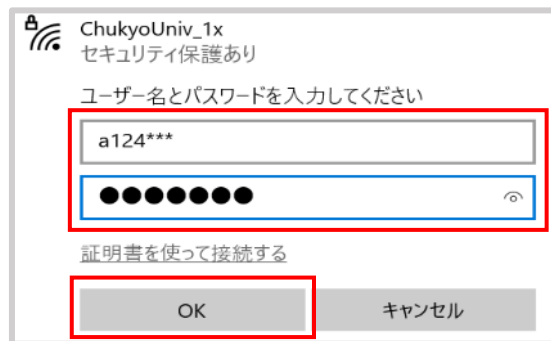 ChukyoUniv_1x
セキュリティ保護あり
ユーザー名とパスワードを入力してください
a124***
●●●●●●●
証明書を使って接続する
OK キャンセル